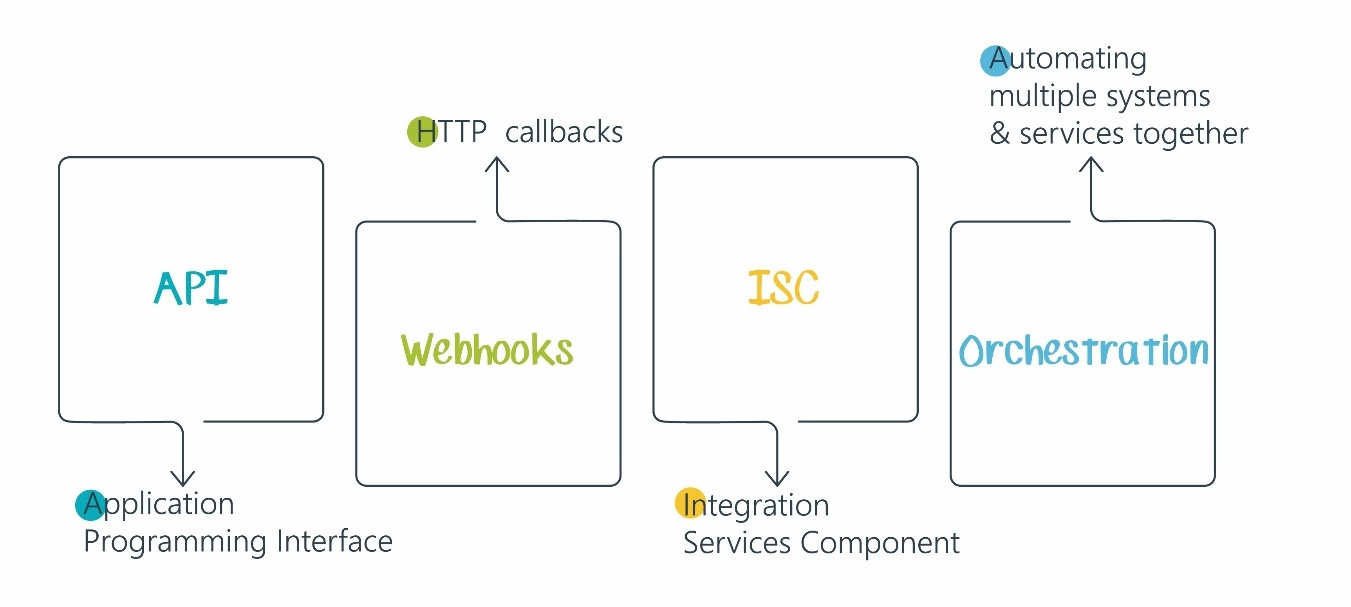 API
Application
Programming Interface
HTTP callbacks
Webhooks
ISC
Integration
Services Component
Automating
multiple systems
& services together
Orchestration